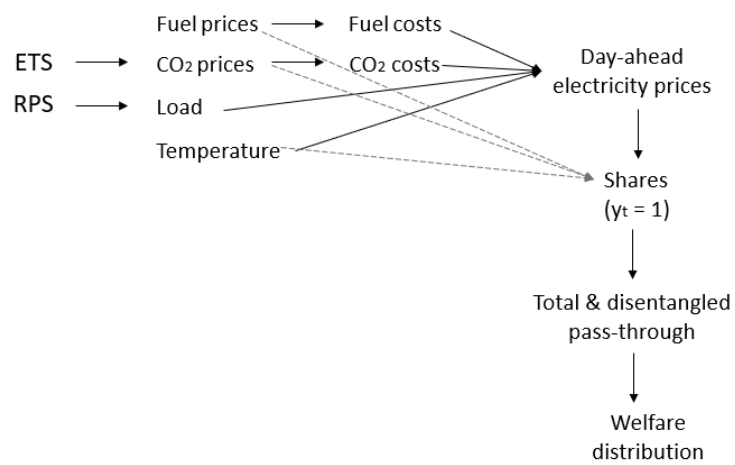 Fuel prices
Fuel costs
ETS
CO₂ prices
CO₂ costs
Day-ahead
electricity prices
RPS
Load
Temperature
Shares
(yₜ = 1)
Total & disentangled
pass-through
Welfare
distribution